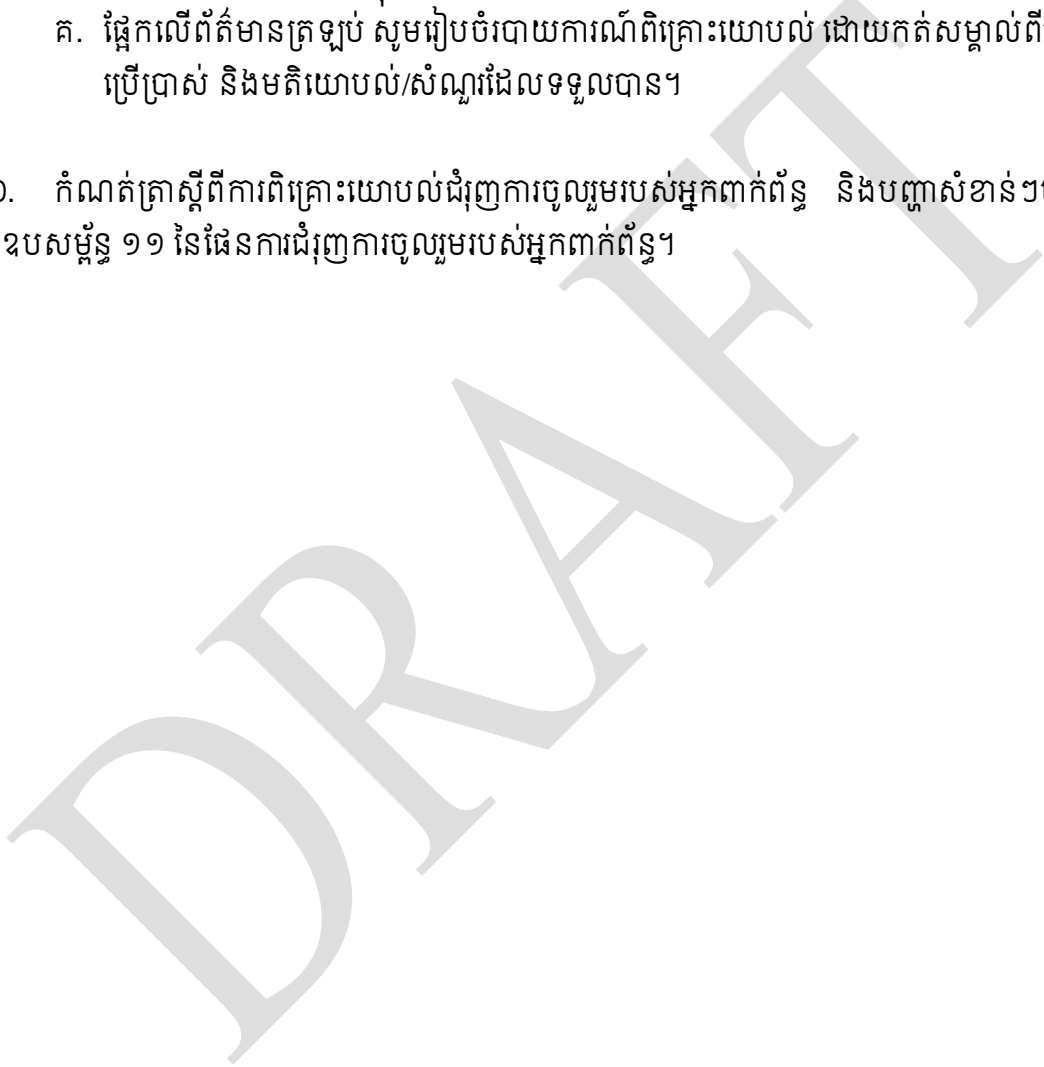 គ. ផ្អែកលើព័ត៌មានត្រឡប់ សូមរៀបចំរបាយការណ៍ពិគ្រោះយោបល់ ដោយកត់សម្គាល់ពី
ប្រើប្រាស់ និងមតិយោបល់/សំណួរដែលទទួលបាន។
កំណត់ត្រាស្តីពីការពិគ្រោះយោបល់ជំរុញការចូលរួមរបស់អ្នកពាក់ព័ន្ធ និងបញ្ហាសំខាន់ៗ
ឧបសម្ព័ន្ធ ១១ នៃផែនការជំរុញការចូលរួមរបស់អ្នកពាក់ព័ន្ធ។
DRAFT